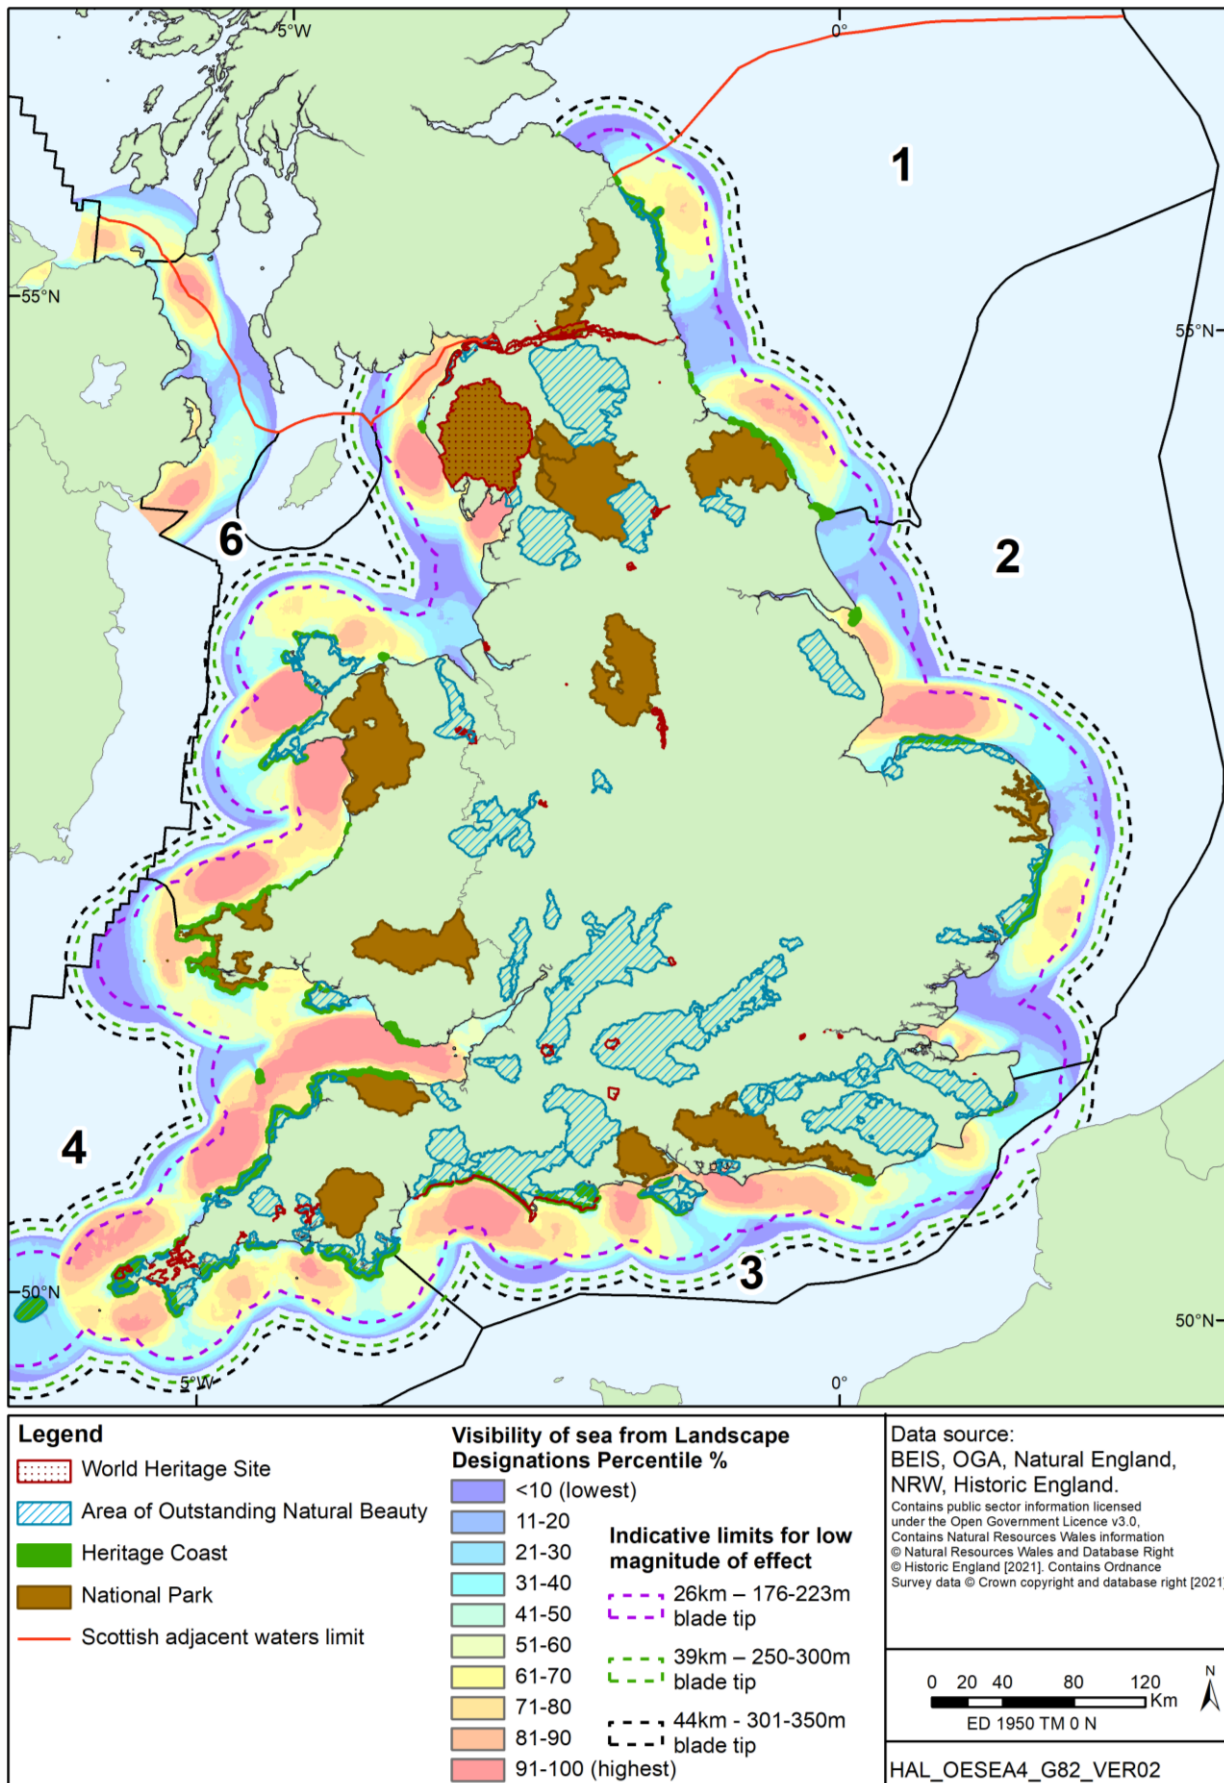 5°W
0°
1
55°N
55°N
6
2
4
3
50°N
50°N
5°W
0°
Legend
World Heritage Site
Area of Outstanding Natural Beauty
Heritage Coast
National Park
Scottish adjacent waters limit
Visibility of sea from Landscape
Designations Percentile %
<10 (lowest)
11-20
21-30
31-40
41-50
51-60
61-70
71-80
81-90
91-100 (highest)
Indicative limits for low
magnitude of effect
26km – 176-223m
blade tip
39km – 250-300m
blade tip
44km - 301-350m
blade tip
Data source:
BEIS, OGA, Natural England,
NRW, Historic England.
Contains public sector information licensed
under the Open Government Licence v3.0,
Contains Natural Resources Wales information
© Natural Resources Wales and Database Right
© Historic England [2021]. Contains Ordnance
Survey data © Crown copyright and database right [2021]
0 20 40 80 120
Km
N
ED 1950 TM 0 N
HAL_OESEA4_G82_VER02